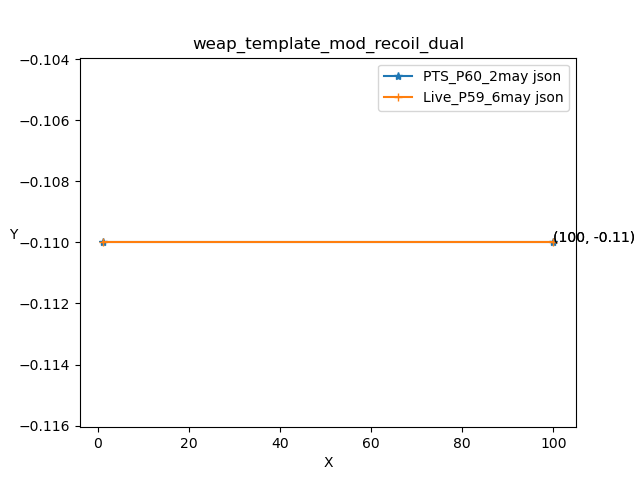 weap_template_mod_recoil_dual
PTS_P60_2may json
Live_P59_6may json
−0.104
−0.106
−0.108
−0.110
−0.112
−0.114
−0.116
Y
(100, -0.11)
0
20
40
60
80
100
X